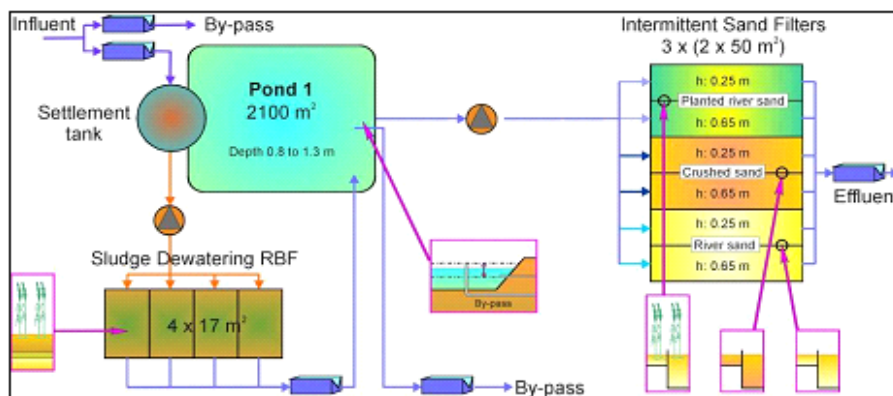 Influent
By-pass
Settlement
tank
Pond 1
2100 m²
Depth 0.8 to 1.3 m
Intermittent Sand Filters
3 x (2 x 50 m²)
h: 0.25 m
Planted river sand
h: 0.65 m
h: 0.25 m
Crushed sand
h: 0.65 m
h: 0.25 m
River sand
h: 0.65 m
Effluen
Sludge Dewatering RBF
4 x 17 m²
By-pass
By-pass